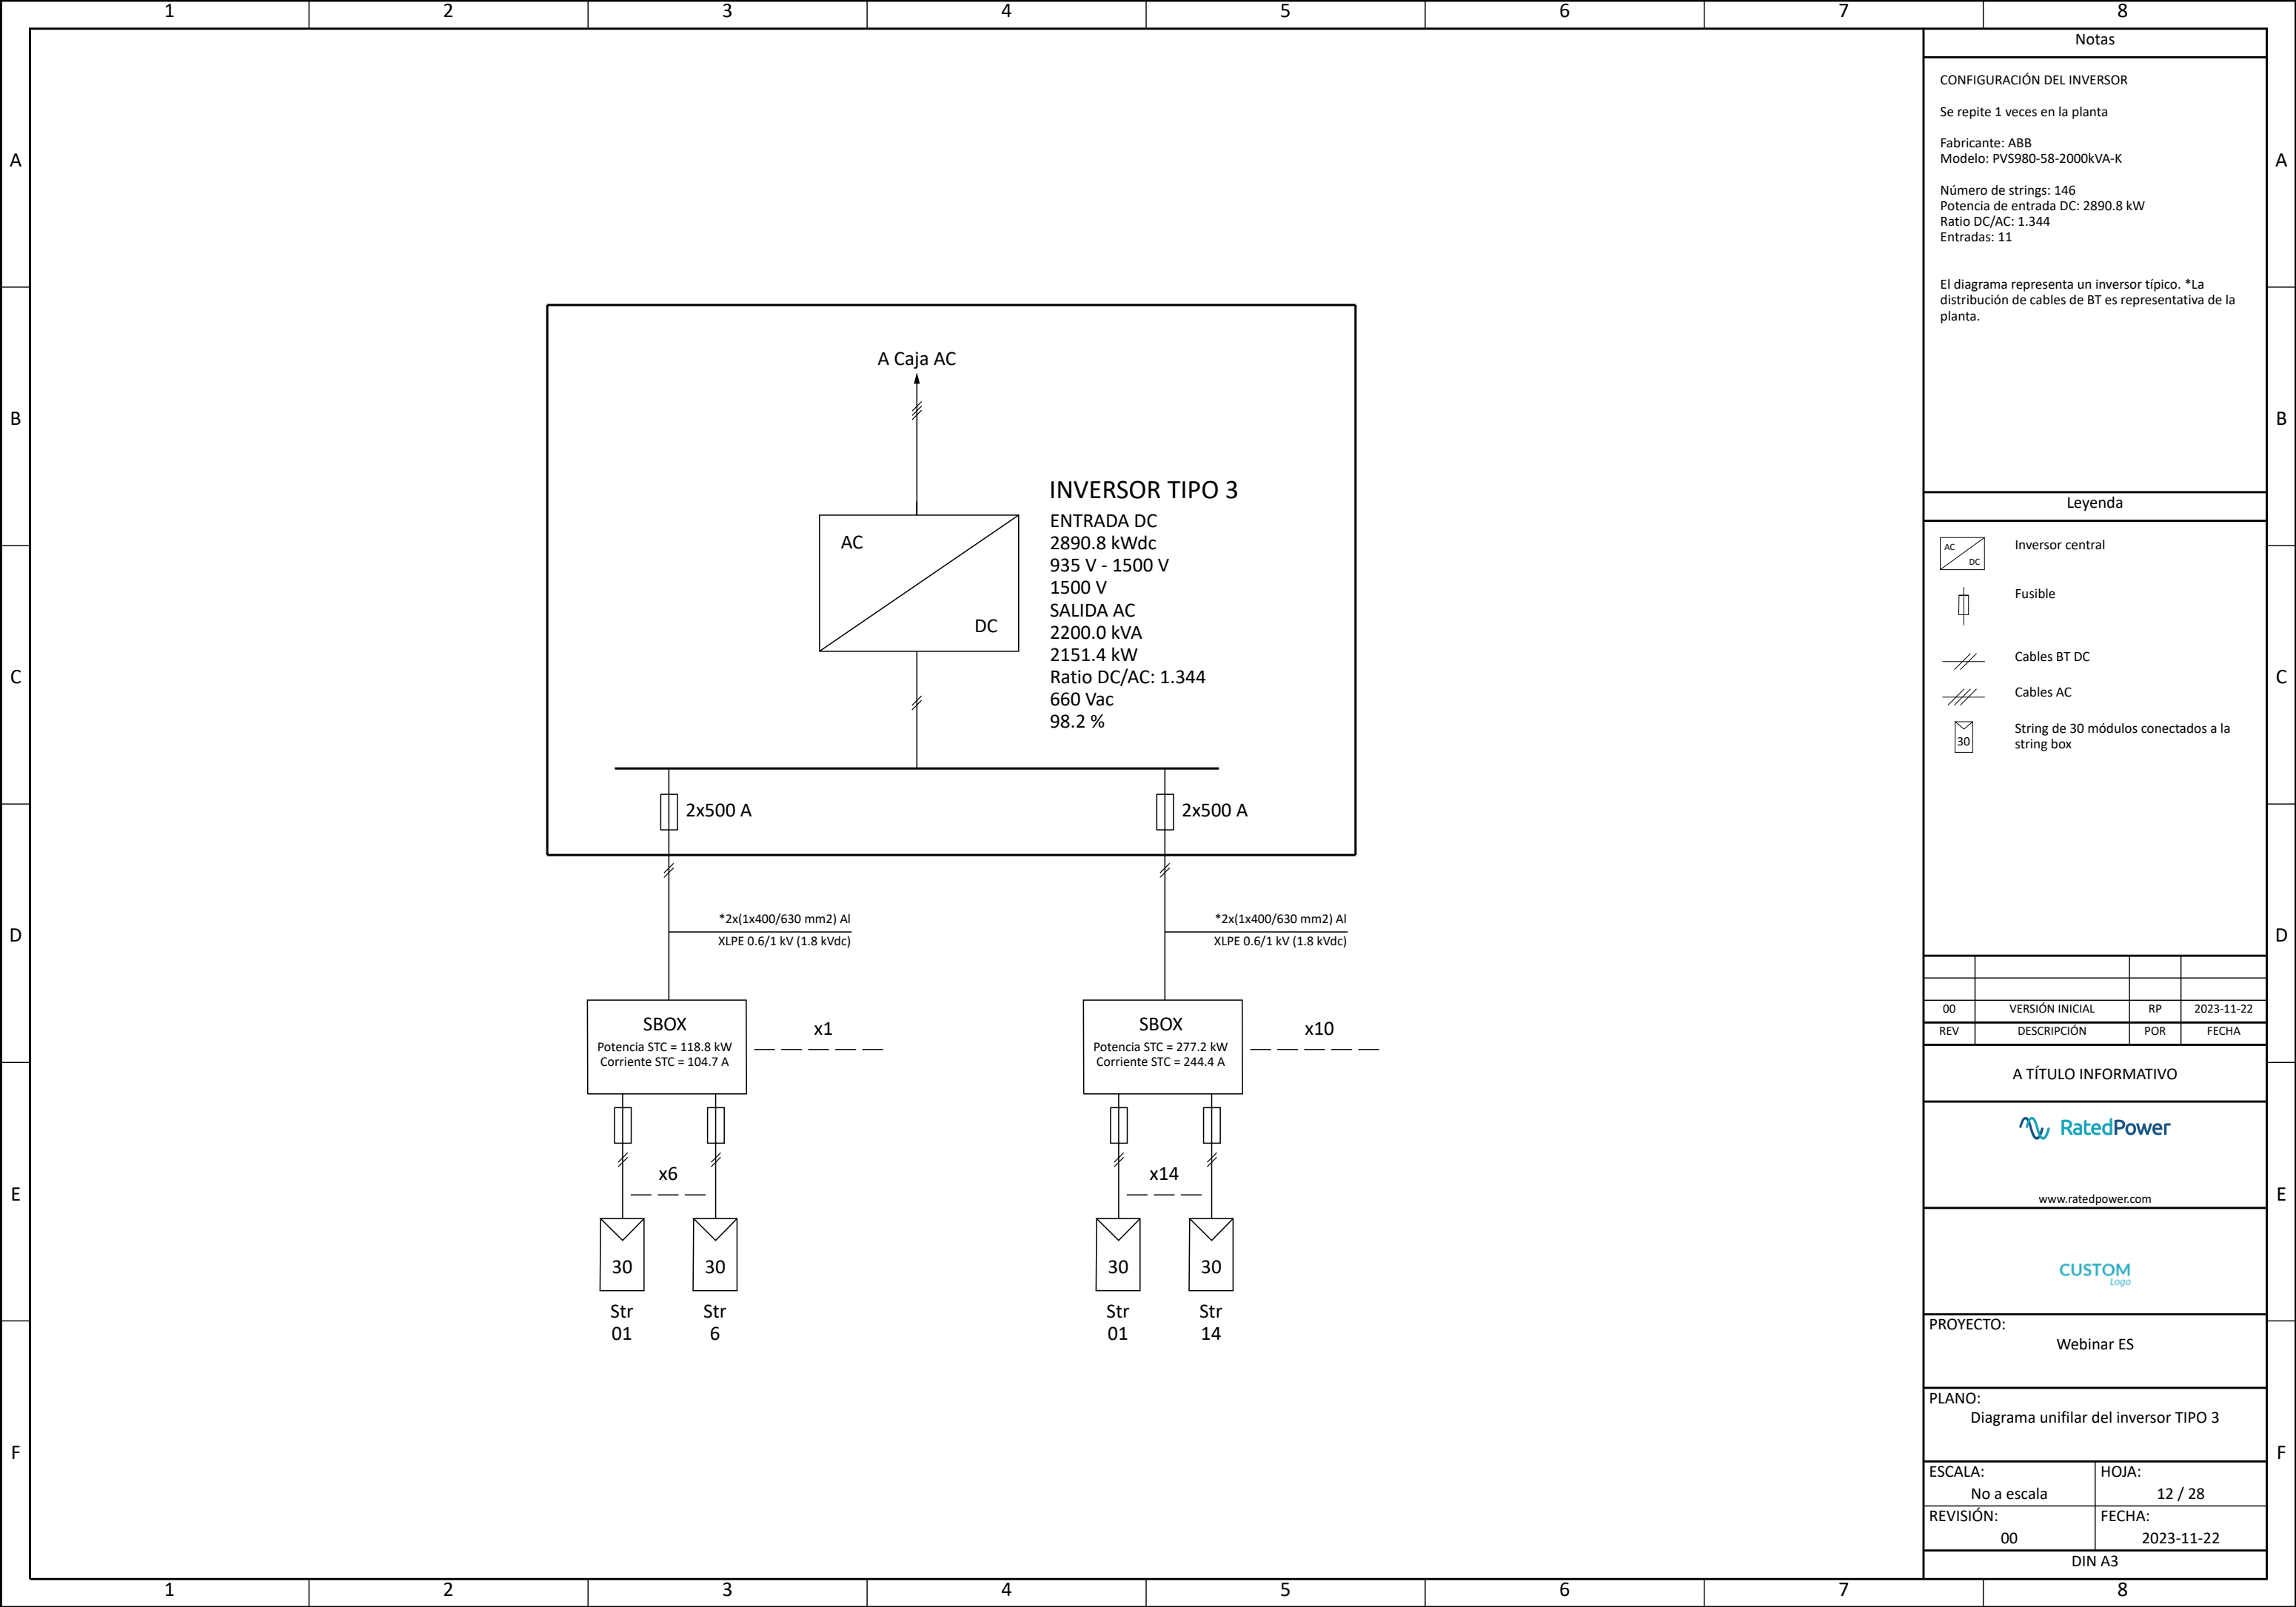 1 2 3 4 5 6 7 8
A
B
C
D
E
F
A Caja AC
AC
DC
INVERSOR TIPO 3
ENTRADA DC
2890.8 kWdc
935 V - 1500 V
1500 V
SALIDA AC
2200.0 kVA
2151.4 kW
Ratio DC/AC: 1.344
660 Vac
98.2 %
2x500 A
2x500 A
*2x(1x400/630 mm2) Al
XLPE 0.6/1 kV (1.8 kVdc)
*2x(1x400/630 mm2) Al
XLPE 0.6/1 kV (1.8 kVdc)
SBOX
Potencia STC = 118.8 kW
Corriente STC = 104.7 A
x1
SBOX
Potencia STC = 277.2 kW
Corriente STC = 244.4 A
x10
x6
x14
30
30
30
30
Str
01
Str
6
Str
01
Str
14
Notas
CONFIGURACIÓN DEL INVERSOR
Se repite 1 veces en la planta
Fabricante: ABB
Modelo: PVS980-58-2000kVA-K
Número de strings: 146
Potencia de entrada DC: 2890.8 kW
Ratio DC/AC: 1.344
Entradas: 11
El diagrama representa un inversor típico. *La
distribución de cables de BT es representativa de la
planta.
Leyenda
AC
DC
Inversor central
Fusible
Cables BT DC
Cables AC
30
String de 30 módulos conectados a la
string box
00 VERSIÓN INICIAL RP 2023-11-22
REV DESCRIPCIÓN POR FECHA
A TÍTULO INFORMATIVO
RatedPower
www.ratedpower.com
CUSTOM
Logo
PROYECTO:
Webinar ES
PLANO:
Diagrama unifilar del inversor TIPO 3
ESCALA:
No a escala
HOJA:
12 / 28
REVISIÓN:
00
FECHA:
2023-11-22
DIN A3
A
B
C
D
E
F
1 2 3 4 5 6 7 8